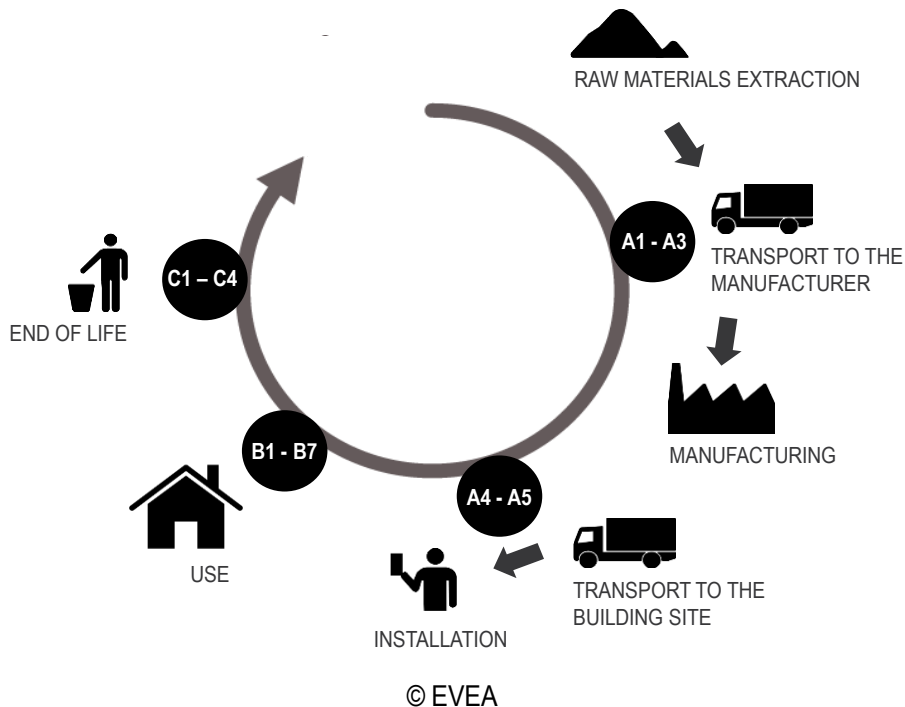 RAW MATERIALS EXTRACTION
A1 - A3
TRANSPORT TO THE
MANUFACTURER
C1 – C4
END OF LIFE
MANUFACTURING
B1 - B7
A4 - A5
USE
TRANSPORT TO THE
BUILDING SITE
INSTALLATION
© EVEA